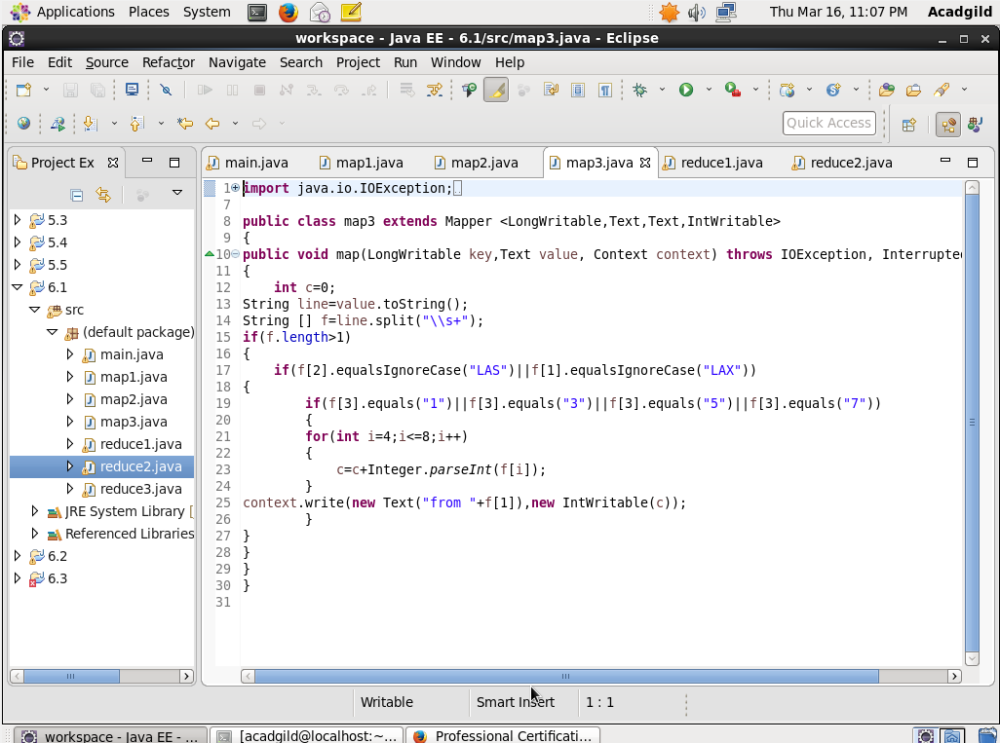 Applications Places System Thu Mar 16, 11:07 PM Acadgild
workspace - Java EE - 6.1/src/map3.java - Eclipse
File Edit Source Refactor Navigate Search Project Run Window Help
Quick Access
Project Ex
main.java map1.java map2.java map3.java reduce1.java reduce2.java
5.3
5.4
5.5
6.1
src
(default package)
main.java
map1.java
map2.java
map3.java
reduce1.java
reduce2.java
reduce3.java
JRE System Library [
Referenced Libraries
6.2
6.3
1 import java.io.IOException;
7
8 public class map3 extends Mapper <LongWritable,Text,Text,IntWritable>
9 {
10 public void map(LongWritable key,Text value, Context context) throws IOException, Interrupte
11 {
12 int c=0;
13 String line=value.toString();
14 String [] f=line.split("\\s+");
15 if(f.length>1)
16 {
17 if(f[2].equalsIgnoreCase("LAS")||f[1].equalsIgnoreCase("LAX"))
18 {
19 if(f[3].equals("1")||f[3].equals("3")||f[3].equals("5")||f[3].equals("7"))
20 {
21 for(int i=4;i<=8;i++)
22 {
23 c=c+Integer.parseInt(f[i]);
24 }
25 context.write(new Text("from "+f[1]),new IntWritable(c));
26 }
27 }
28 }
29 }
30 }
31
Writable Smart Insert 1 : 1
workspace - Java EE - ... [acadgild@localhost:~... Professional Certificati...